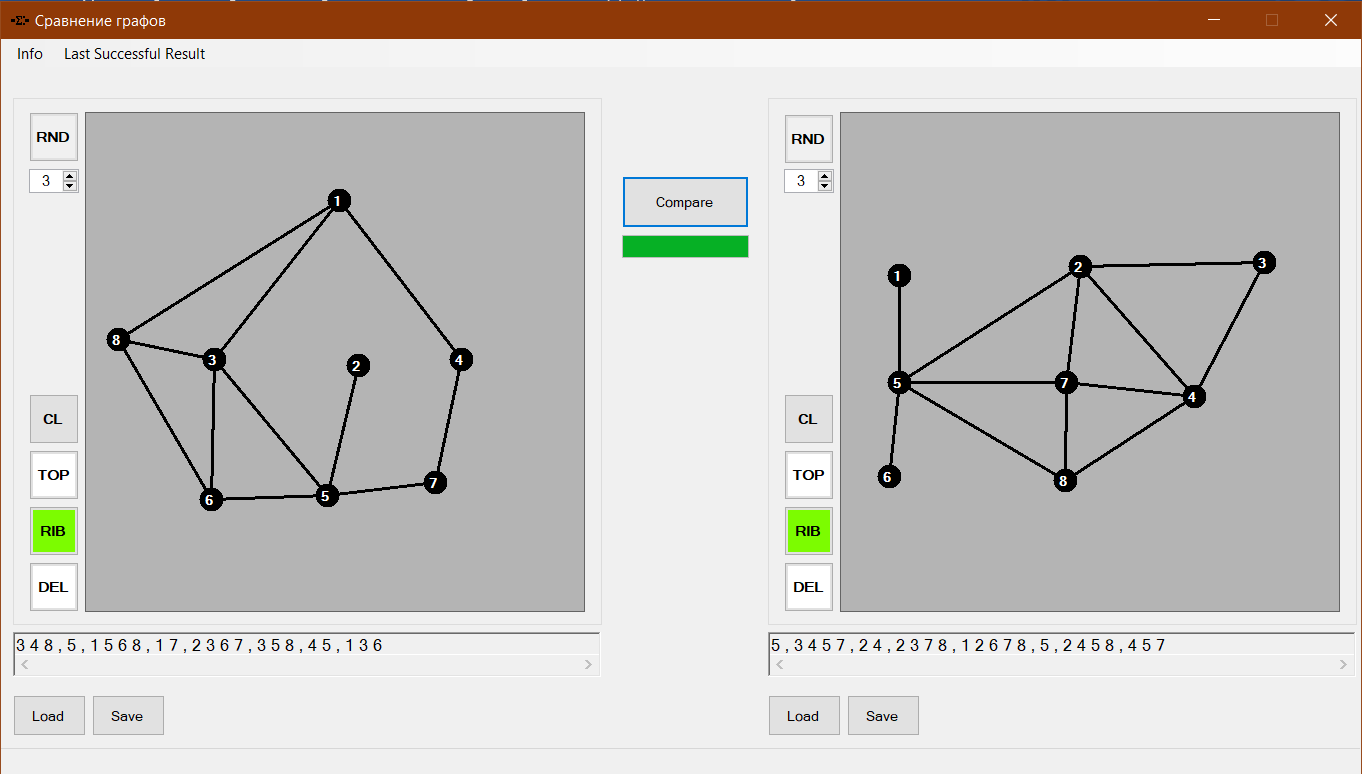 Сравнение графов
Info Last Successful Result
RND
3
CL
TOP
RIB
DEL
1
8
3
2
4
6
5
7
3 4 8 , 5 , 1 5 6 8 , 1 7 , 2 3 6 7 , 3 5 8 , 4 5 , 1 3 6
Load Save
Compare
RND
3
CL
TOP
RIB
DEL
1
2
3
5
7
4
6
8
5 , 3 4 5 7 , 2 4 , 2 3 7 8 , 1 2 6 7 8 , 5 , 2 4 5 8 , 4 5 7
Load Save